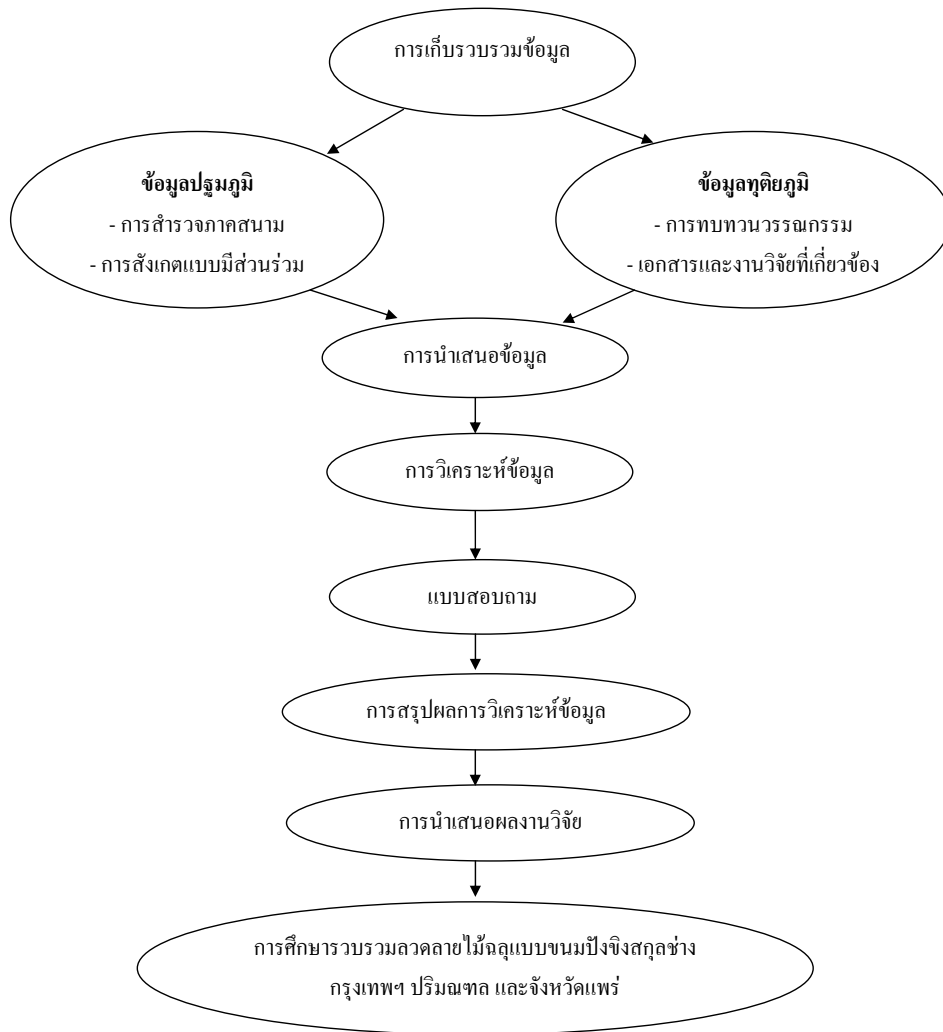 การเก็บรวบรวมข้อมูล
ข้อมูลปฐมภูมิ
- การสำรวจภาคสนาม
- การสังเกตแบบมีส่วนร่วม
ข้อมูลทุติยภูมิ
- การทบทวนวรรณกรรม
- เอกสารและงานวิจัยที่เกี่ยวข้อง
การนำเสนอข้อมูล
การวิเคราะห์ข้อมูล
แบบสอบถาม
การสรุปผลการวิเคราะห์ข้อมูล
การนำเสนอผลงานวิจัย
การศึกษารวบรวมลวดลายไม้ฉลุแบบขนมปังขิงสกุลช่าง
กรุงเทพฯ ปริมณฑล และจังหวัดแพร่